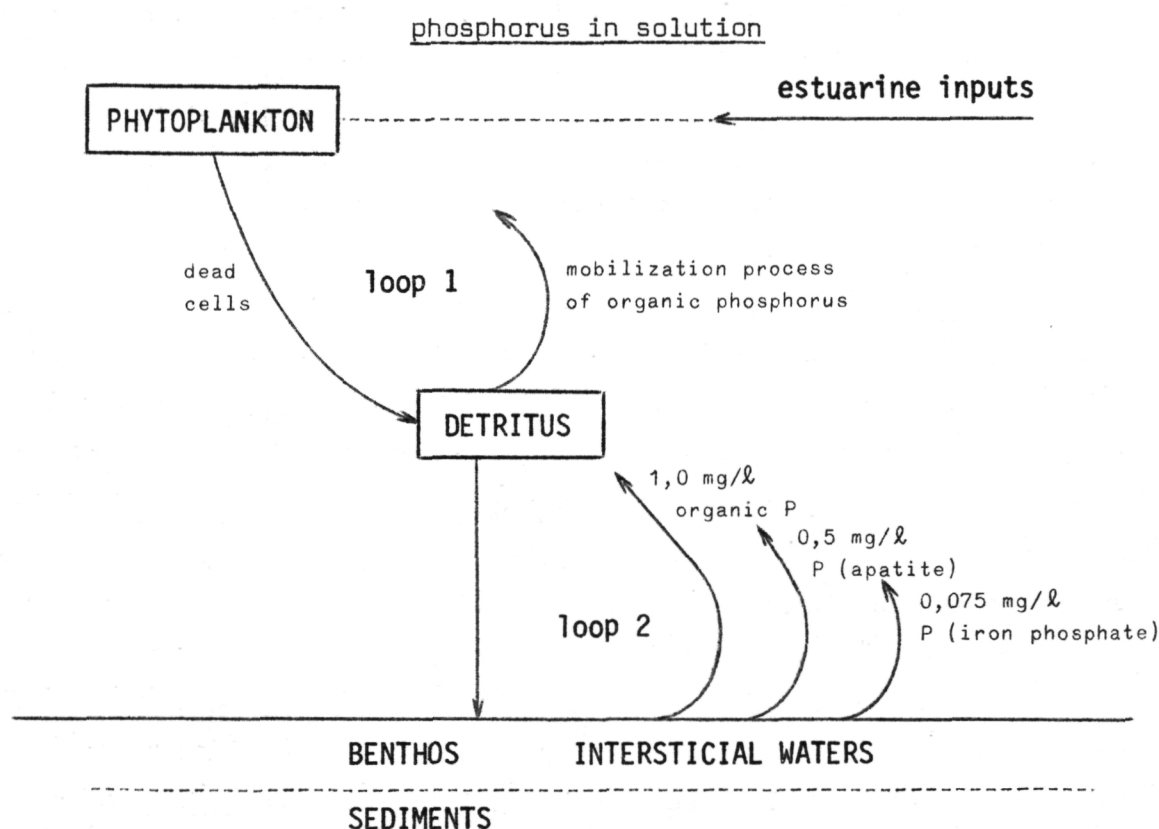 phosphorus in solution
estuarine inputs
PHYTOPLANKTON
dead
cells
loop 1
mobilization process
of organic phosphorus
DETRITUS
1,0 mg/ℓ
organic P
0,5 mg/ℓ
P (apatite)
0,075 mg/ℓ
P (iron phosphate)
loop 2
BENTHOS INTERSTICIAL WATERS
SEDIMENTS